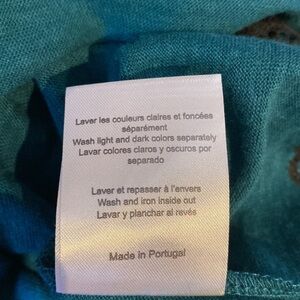 Laver les couleurs claires et foncées
séparément
Wash light and dark colors separately
Lavar colores claros y oscuros por
separado
Laver et repasser à l'envers
Wash and iron inside out
Lavar y planchar al revés
Made in Portugal